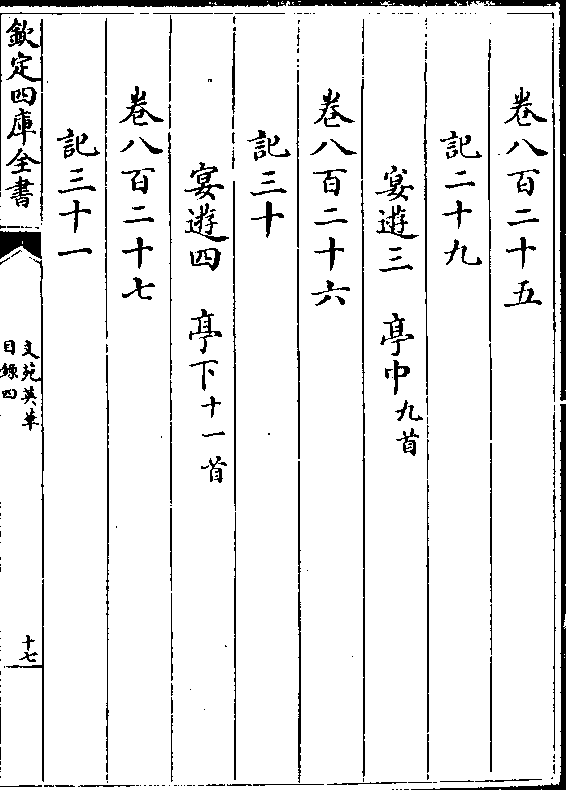 卷八百二十五
記二十九
宴遊三 亭中九首
卷八百二十六
記三十
宴遊四 亭下十一首
卷八百二十七
記三十一
欽定四庫全書
文苑英華
目錄四
十七